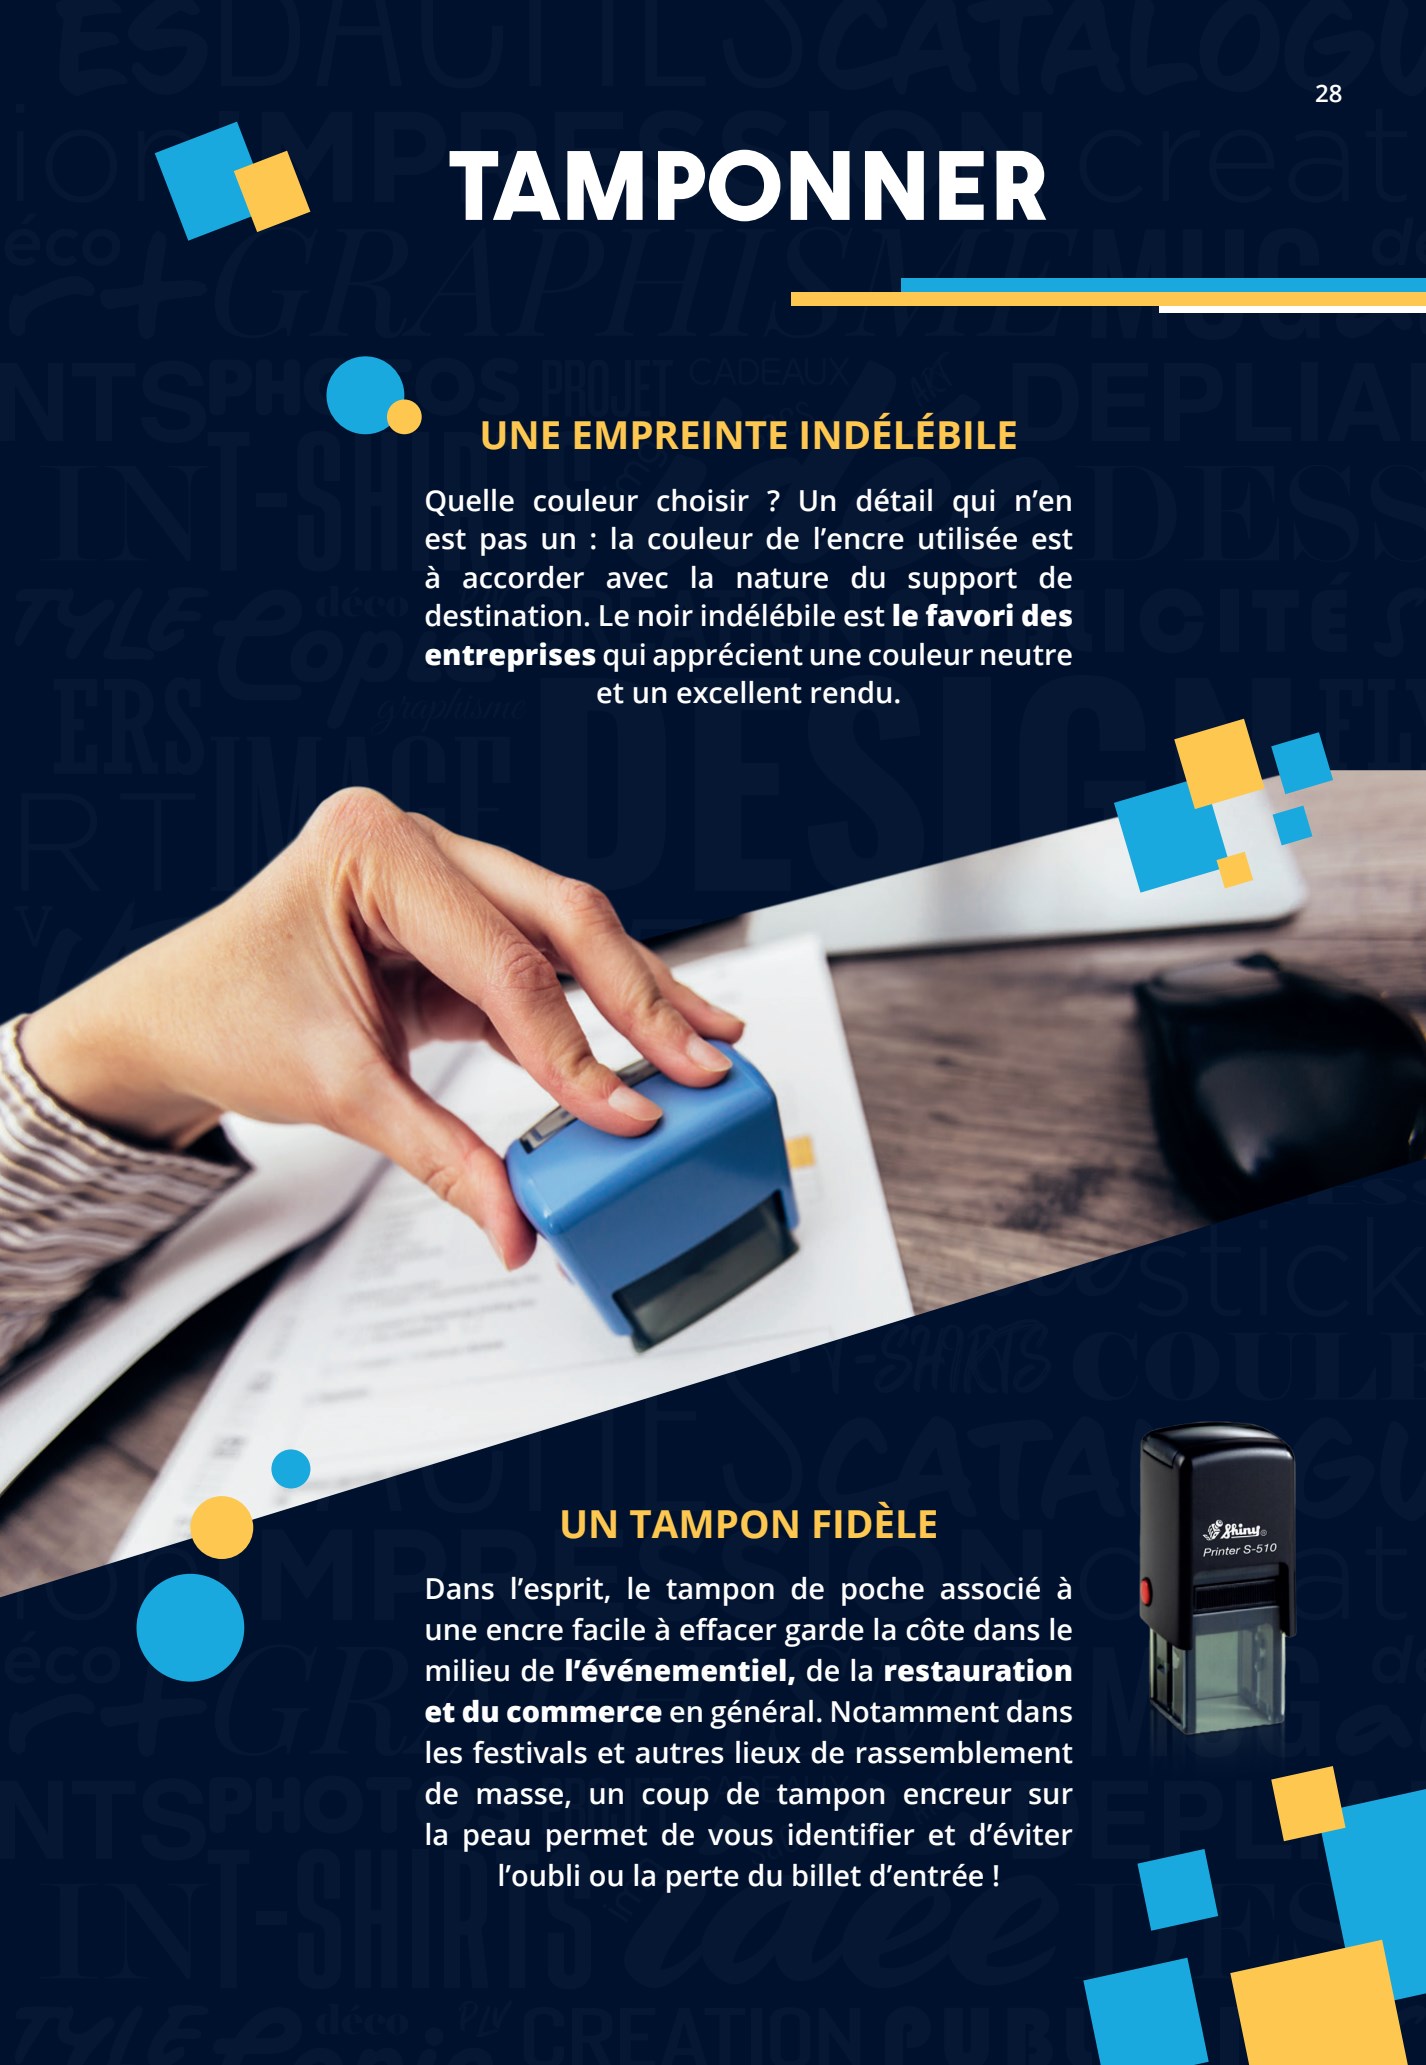 28
TAMPONNER
UNE EMPREINTE INDÉLÉBILE
Quelle couleur choisir ? Un détail qui n’en
est pas un : la couleur de l’encre utilisée est
à accorder avec la nature du support de
destination. Le noir indélébile est le favori des
entreprises qui apprécient une couleur neutre
et un excellent rendu.
UN TAMPON FIDÈLE
Dans l’esprit, le tampon de poche associé à
une encre facile à effacer garde la côte dans le
milieu de l’événementiel, de la restauration
et du commerce en général. Notamment dans
les festivals et autres lieux de rassemblement
de masse, un coup de tampon encreur sur
la peau permet de vous identifier et d’éviter
l’oubli ou la perte du billet d’entrée !
Shiny
Printer S-510